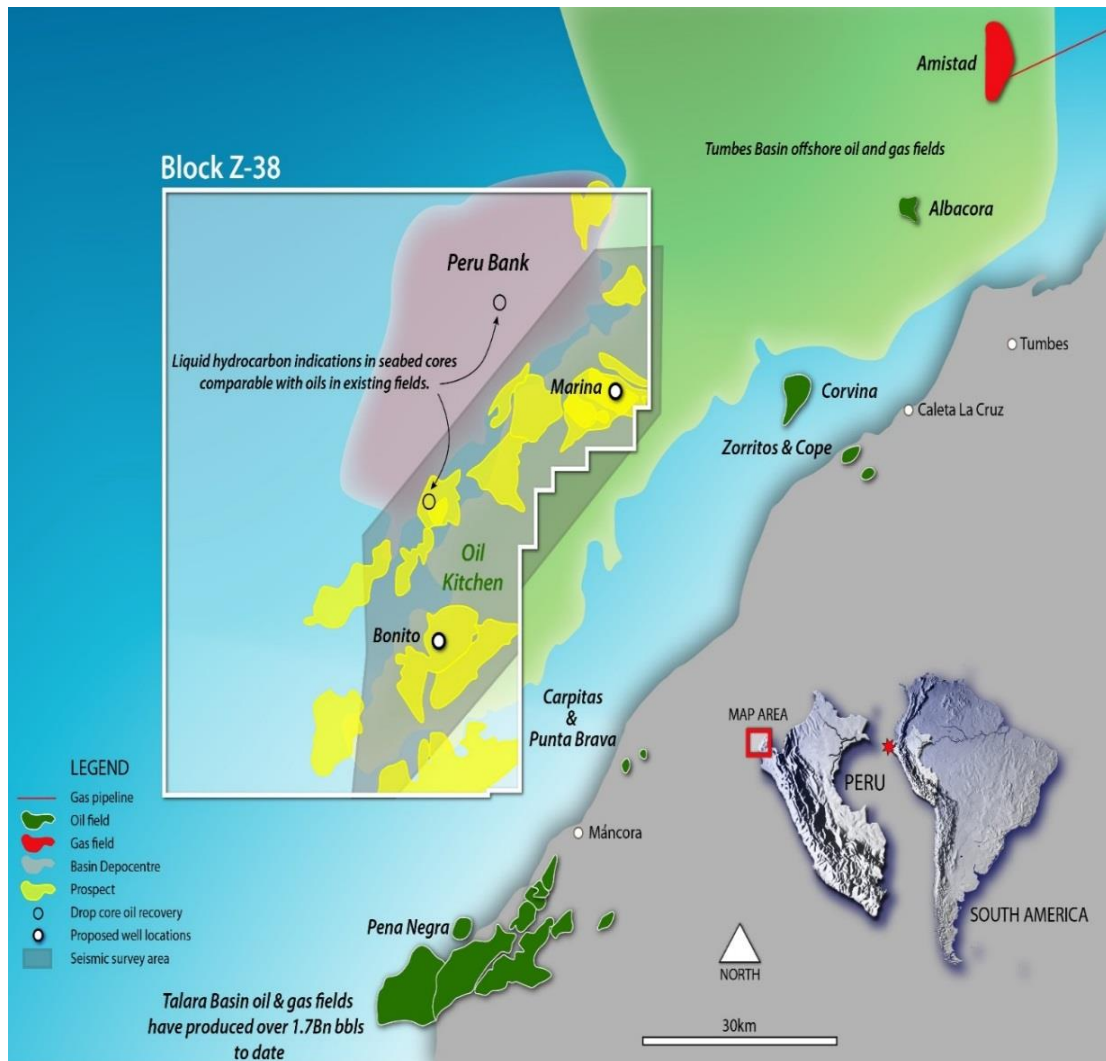 Amistad
Tumbes Basin offshore oil and gas fields
Block Z-38
Albacora
Peru Bank
Tumbes
Liquid hydrocarbon indications in seabed cores
comparable with oils in existing fields.
Marina
Corvina
Caleta La Cruz
Zorritos & Cope
Oil
Kitchen
Bonito
Carpitas
&
Punta Brava
MAP AREA
PERU
SOUTH AMERICA
LEGEND
Gas pipeline
Oil field
Gas field
Basin Depocentre
Prospect
Drop core oil recovery
Proposed well locations
Seismic survey area
Máncora
Pena Negra
NORTH
Talara Basin oil & gas fields
have produced over 1.7Bn bbls
to date
30km